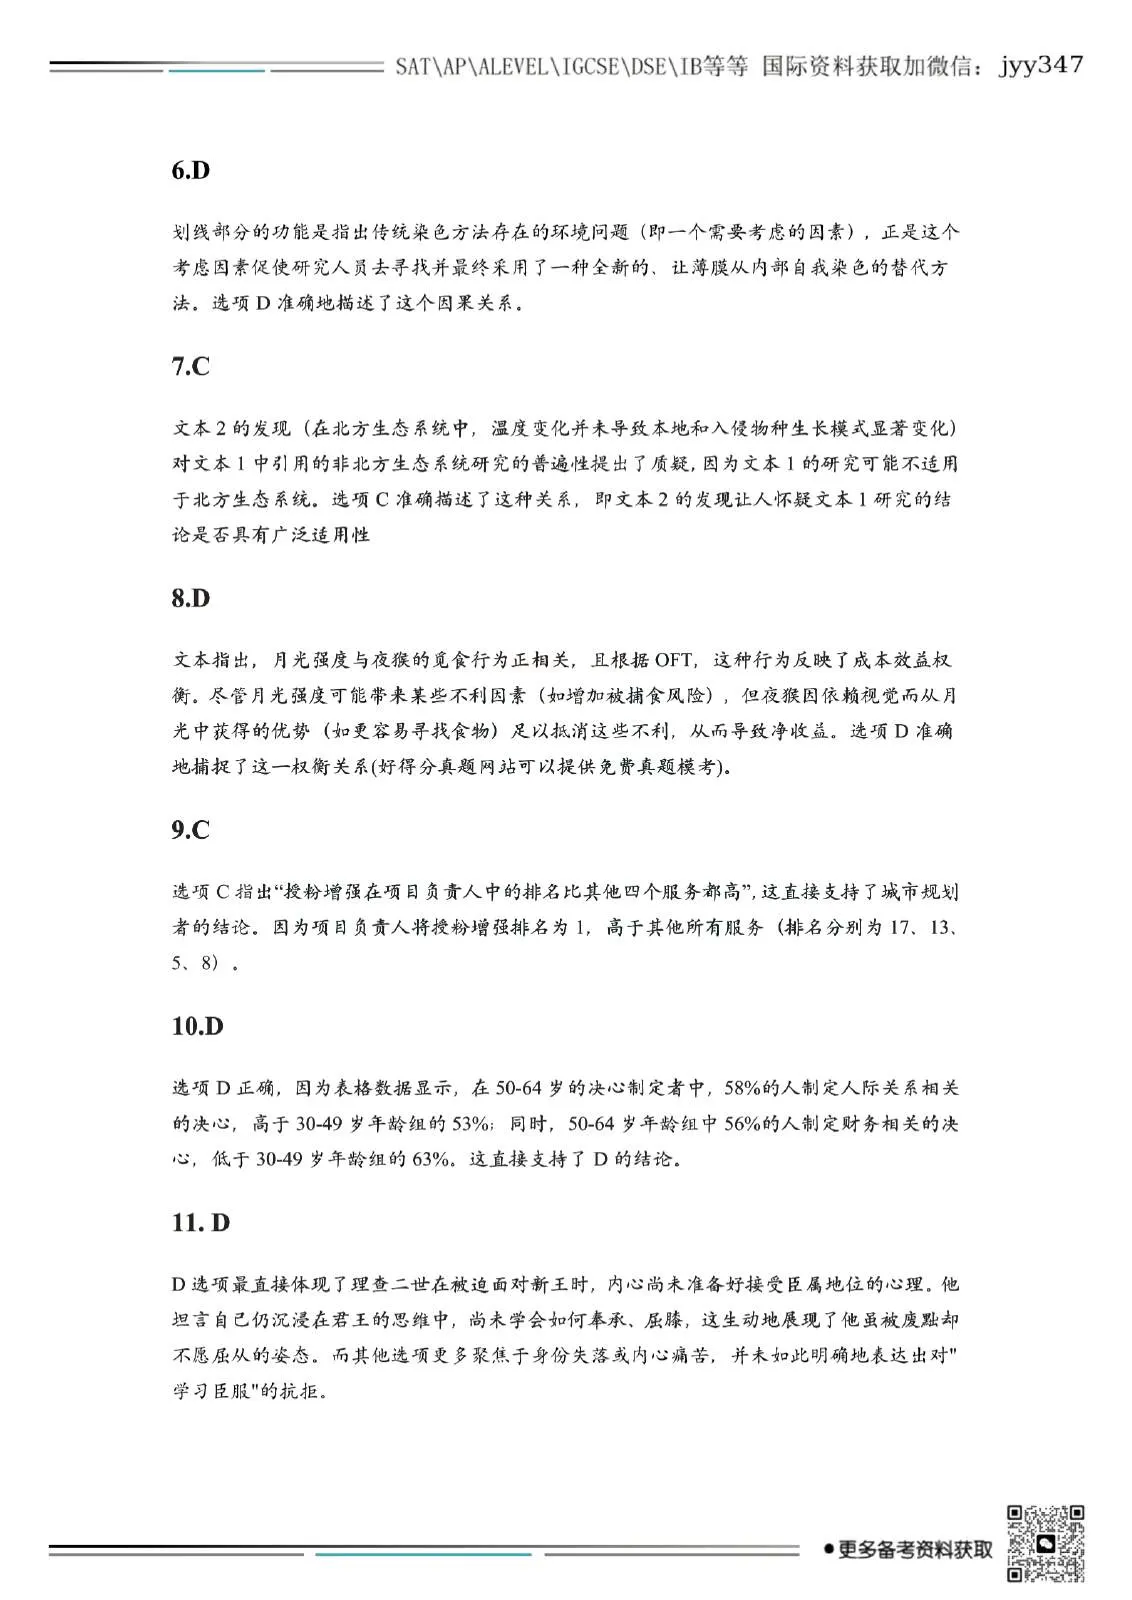 SAT\AP\ALEVEL\IGCSE\DSE\IB等等 国际资料获取加微信：jyy347
6.D
划线部分的功能是指出传统染色方法存在的环境问题（即一个需要考虑的因素），正是这个
考虑因素促使研究人员去寻找并最终采用了一种全新的、让薄膜从内部自我染色的替代方
法。选项 D 准确地描述了这个因果关系。
7.C
文本 2 的发现（在北方生态系统中，温度变化并未导致本地和入侵物种生长模式显著变化）
对文本 1 中引用的非北方生态系统研究的普遍性提出了质疑，因为文本 1 的研究可能不适用
于北方生态系统。选项 C 准确描述了这种关系，即文本 2 的发现让人怀疑文本 1 研究的结
论是否具有广泛适用性
8.D
文本指出，月光强度与夜猴的觅食行为正相关，且根据 OFT，这种行为反映了成本效益权
衡。尽管月光强度可能带来某些不利因素（如增加被捕食风险），但夜猴因依赖视觉而从月
光中获得的优势（如更容易寻找食物）足以抵消这些不利，从而导致净收益。选项 D 准确
地捕捉了这一权衡关系(好得分真题网站可以提供免费真题模考)。
9.C
选项 C 指出“授粉增强在项目负责人中的排名比其他四个服务都高”，这直接支持了城市规划
者的结论。因为项目负责人将授粉增强排名为 1，高于其他所有服务（排名分别为 17、13、
5、8）。
10.D
选项 D 正确，因为表格数据显示，在 50-64 岁的决心制定者中，58%的人制定人际关系相关
的决心，高于 30-49 岁年龄组的 53%；同时，50-64 岁年龄组中 56%的人制定财务相关的决
心，低于 30-49 岁年龄组的 63%。这直接支持了 D 的结论。
11. D
D 选项最直接体现了理查二世在被迫面对新王时，内心尚未准备好接受臣属地位的心理。他
坦言自己仍沉浸在君王的思维中，尚未学会如何奉承、屈膝，这生动地展现了他虽被废黜却
不愿屈从的姿态。而其他选项更多聚焦于身份失落或内心痛苦，并未如此明确地表达出对"
学习臣服"的抗拒。
●更多备考资料获取